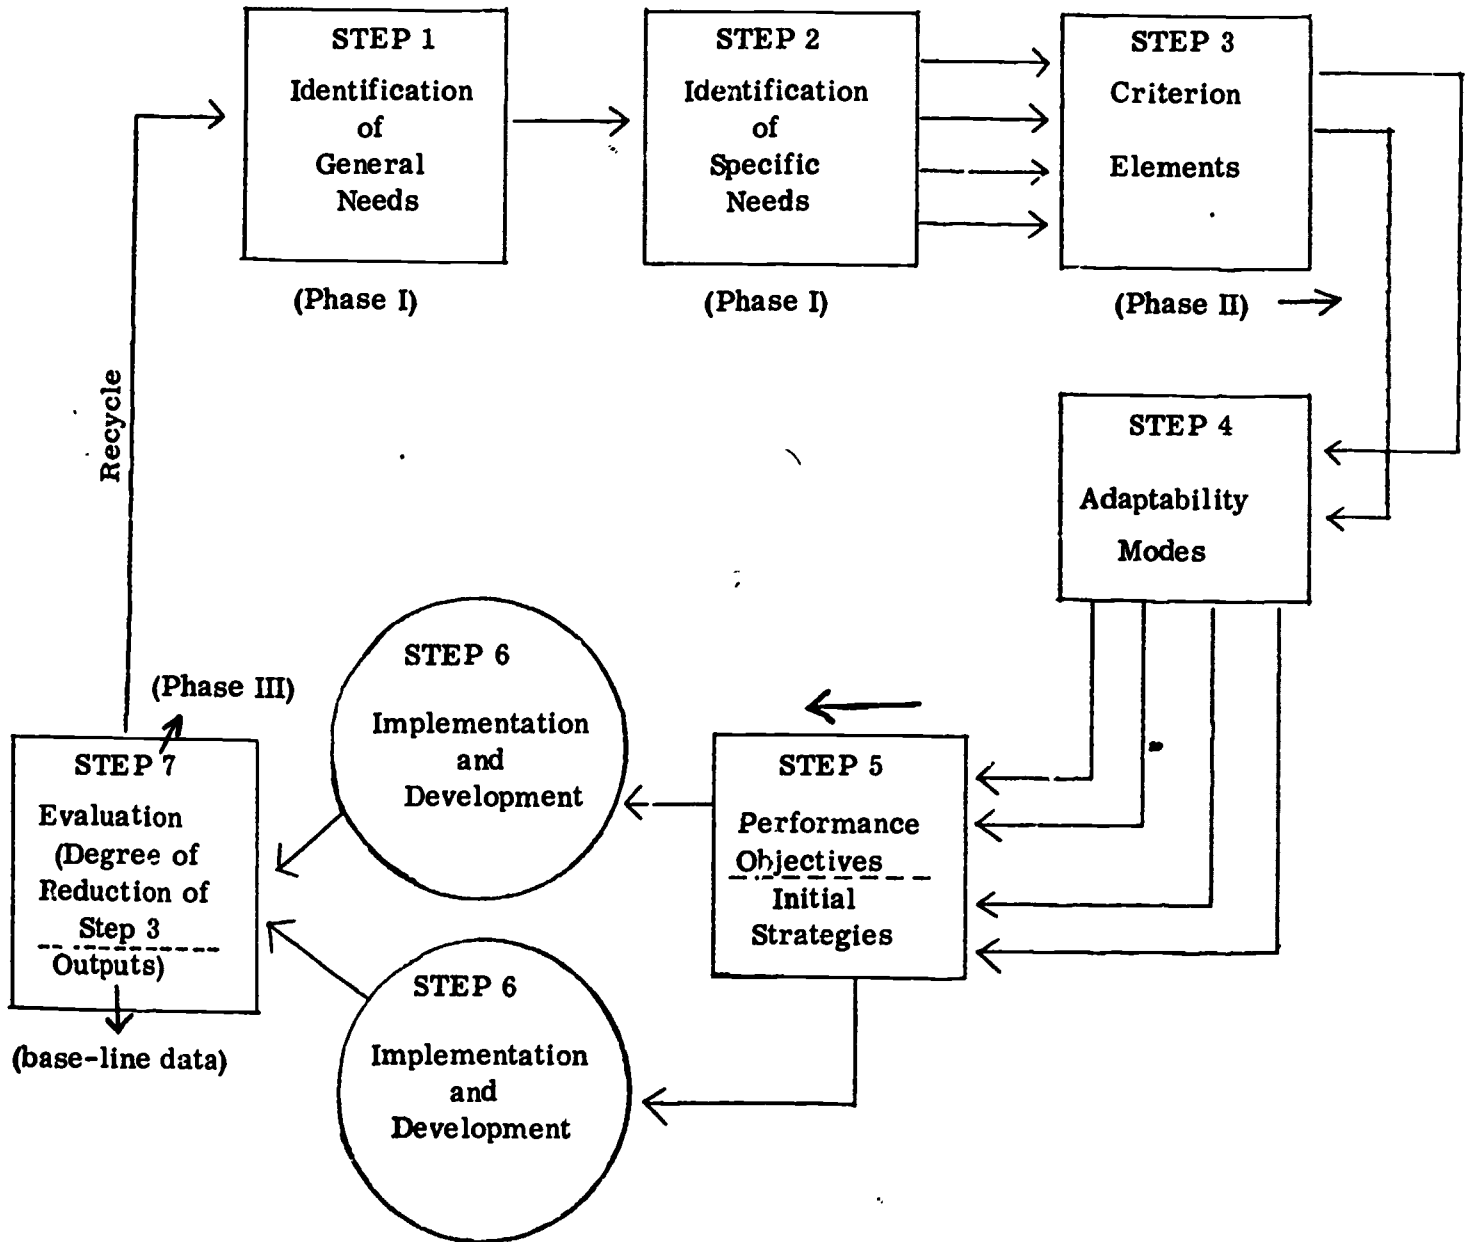 STEP 1
Identification
of
General
Needs
(Phase I)
STEP 2
Identification
of
Specific
Needs
(Phase I)
STEP 3
Criterion
Elements
(Phase II)
STEP 4
Adaptability
Modes
STEP 5
Performance
Objectives
Initial
Strategies
STEP 6
Implementation
and
Development
STEP 6
Implementation
and
Development
(Phase III)
STEP 7
Evaluation
(Degree of
Reduction of
Step 3
Outputs)
(base-line data)
Recycle